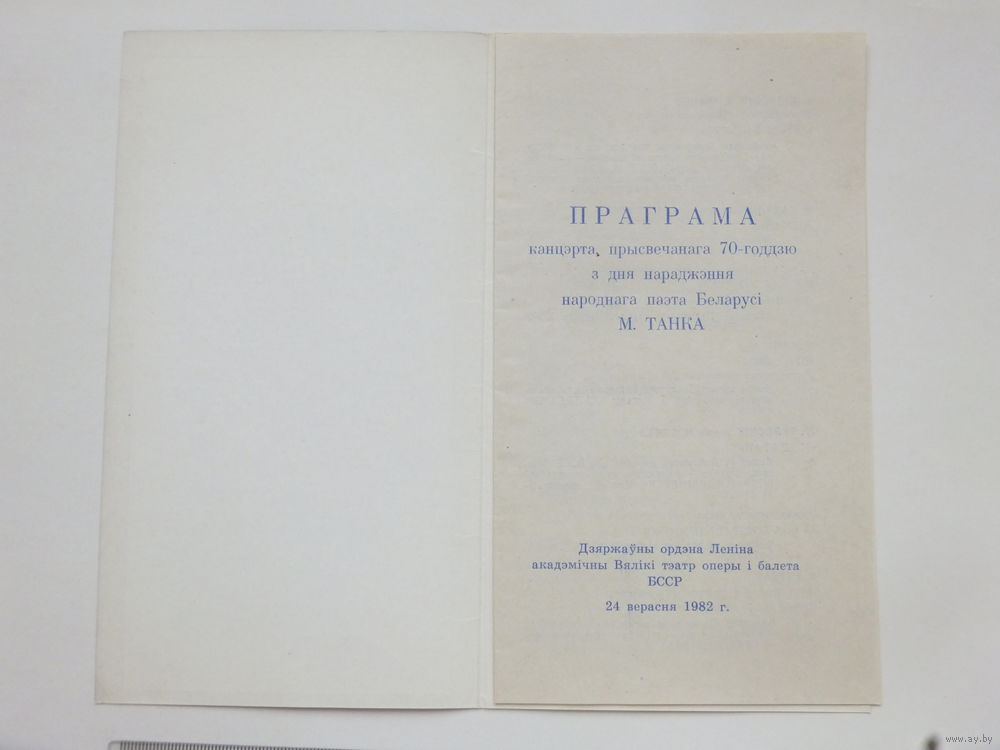 ПРАГРАМА
канцэрта, прысвечанага 70-годдзю
з дня нараджэння
народнага паэта Беларусі
М. ТАНКА
Дзяржаўны ордэна Леніна
акадэмічны Вялікі тэатр оперы і балета
БССР
24 верасня 1982 г.
www.ay.by